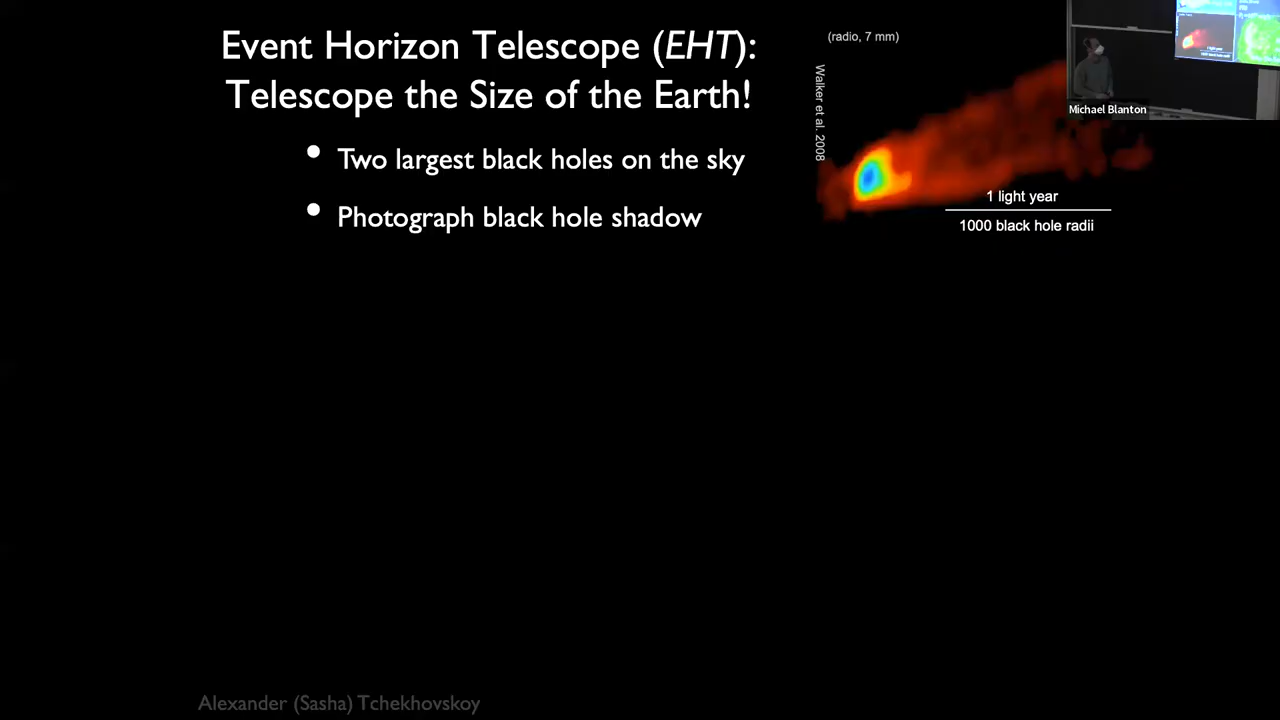 Event Horizon Telescope (EHT):
Telescope the Size of the Earth!
• Two largest black holes on the sky
• Photograph black hole shadow
(radio, 7 mm)
Walker et al. 2008
1 light year
1000 black hole radii
Michael Blanton
Alexander (Sasha) Tchekhovskoy